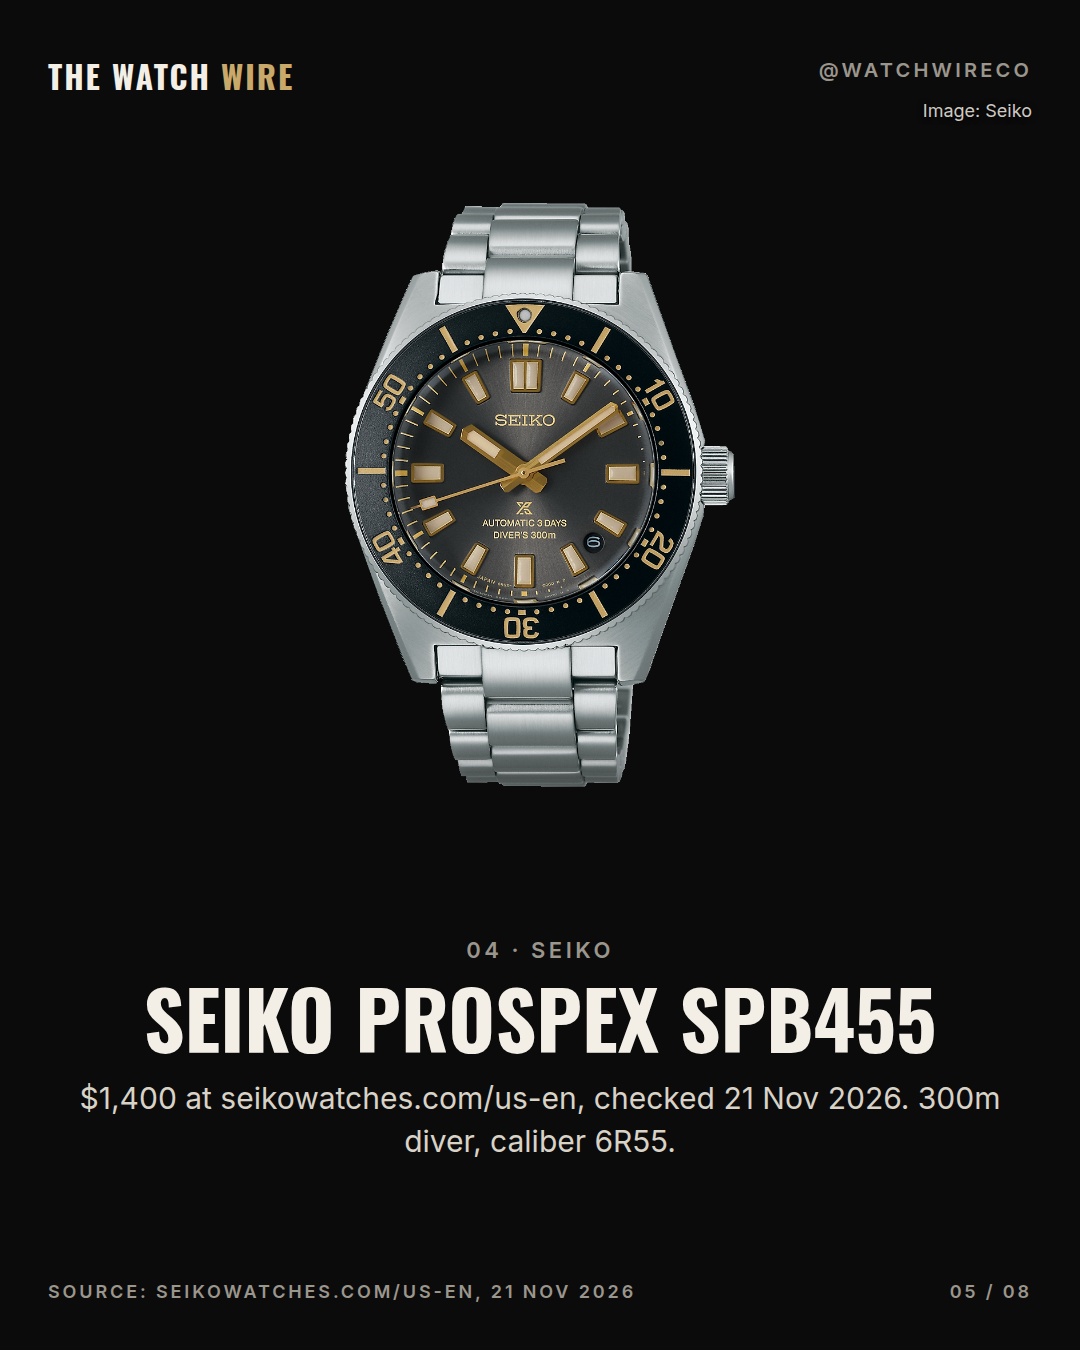 THE WATCH WIRE
@WATCHWIRECO
Image: Seiko
50
10
SEIKO
AUTOMATIC 3 DAYS
DIVER'S 300m
6
40
20
30
04 · SEIKO
SEIKO PROSPEX SPB455
$1,400 at seikowatches.com/us-en, checked 21 Nov 2026. 300m
diver, caliber 6R55.
SOURCE: SEIKOWATCHES.COM/US-EN, 21 NOV 2026
05 / 08